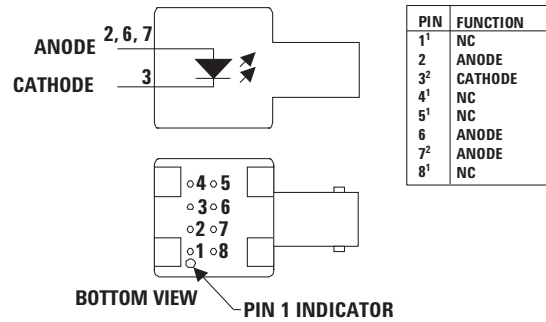 ANODE 2, 6, 7
CATHODE 3
4 5
3 6
2 7
1 8
BOTTOM VIEW
PIN 1 INDICATOR
PIN FUNCTION
1¹ NC
2 ANODE
3² CATHODE
4¹ NC
5¹ NC
6 ANODE
7² ANODE
8¹ NC